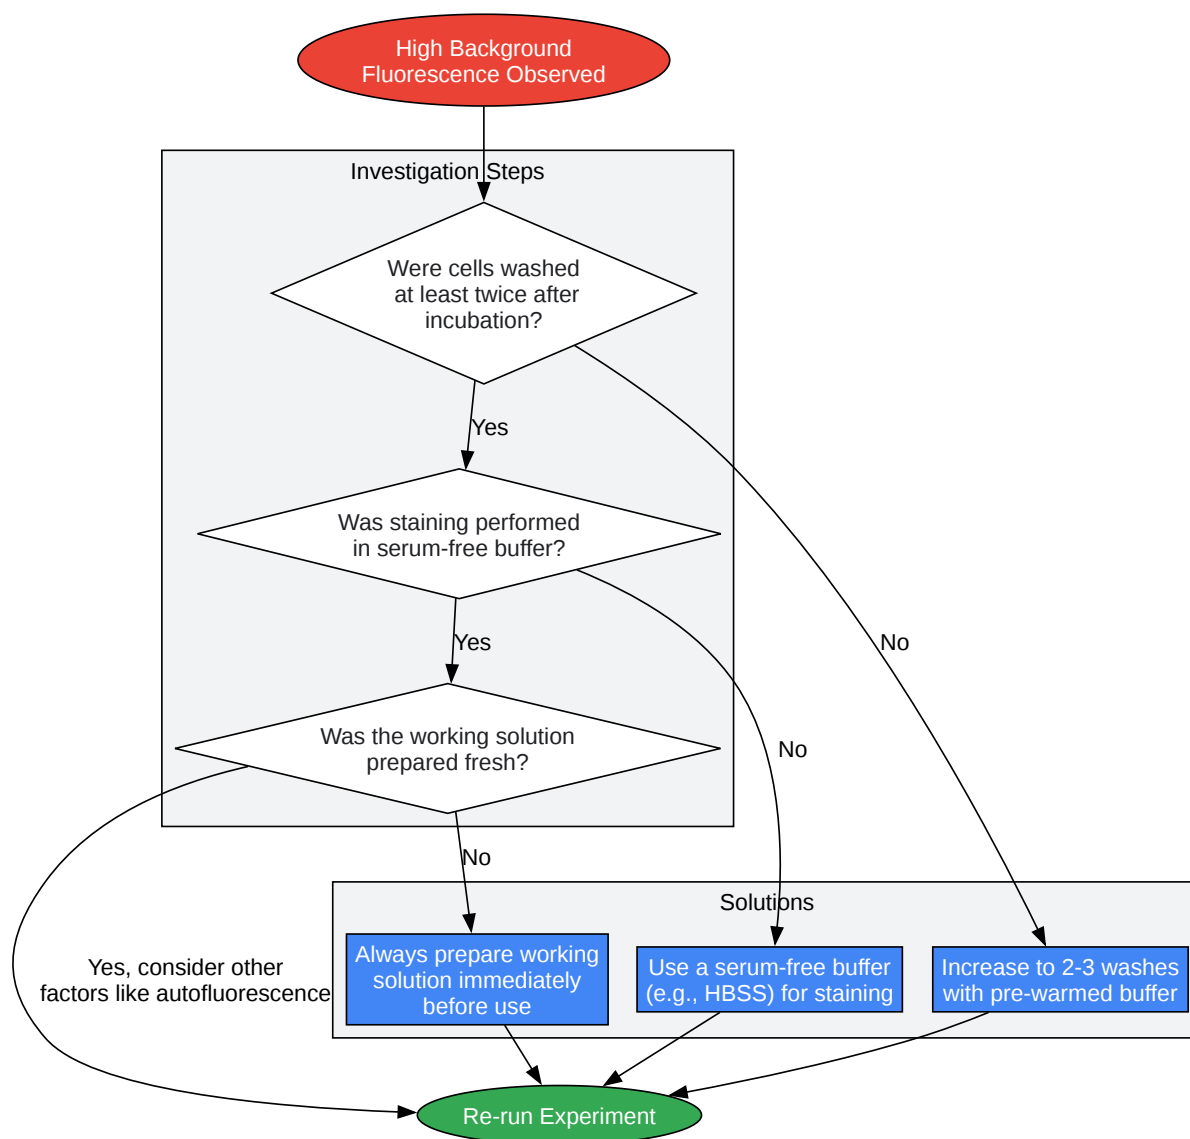 High Background
Fluorescence Observed
Investigation Steps
Were cells washed
at least twice after
incubation?
Yes
Was staining performed
in serum-free buffer?
Yes
No
Was the working solution
prepared fresh?
No
No
Solutions
Always prepare working
solution immediately
before use
Use a serum-free buffer
(e.g., HBSS) for staining
Increase to 2-3 washes
with pre-warmed buffer
Yes, consider other
factors like autofluorescence
Re-run Experiment